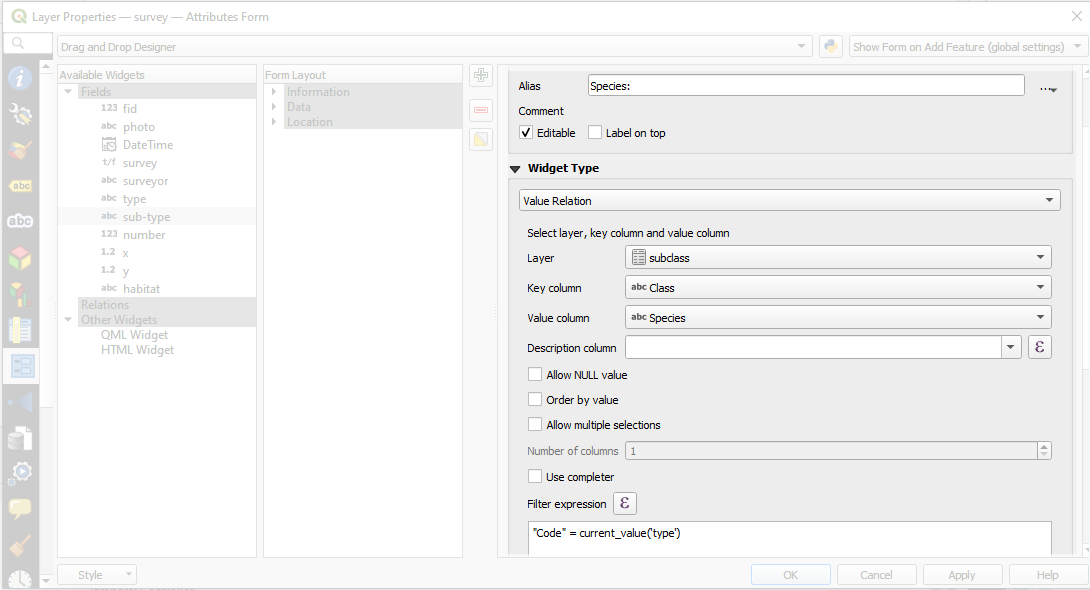 Layer Properties — survey — Attributes Form
Drag and Drop Designer
Show Form on Add Feature (global settings)
Available Widgets
Fields
123 fid
abc photo
DateTime
t/f survey
abc surveyor
abc type
abc sub-type
123 number
1.2 x
1.2 y
abc habitat
Relations
Other Widgets
QML Widget
HTML Widget
Form Layout
Information
Data
Location
Alias Species: ...
Comment
Editable Label on top
Widget Type
Value Relation
Select layer, key column and value column
Layer subclass
Key column abc Class
Value column abc Species
Description column ε
Allow NULL value
Order by value
Allow multiple selections
Number of columns 1
Use completer
Filter expression ε
"Code" = current_value('type')
abc
abc
Style OK Cancel Apply Help